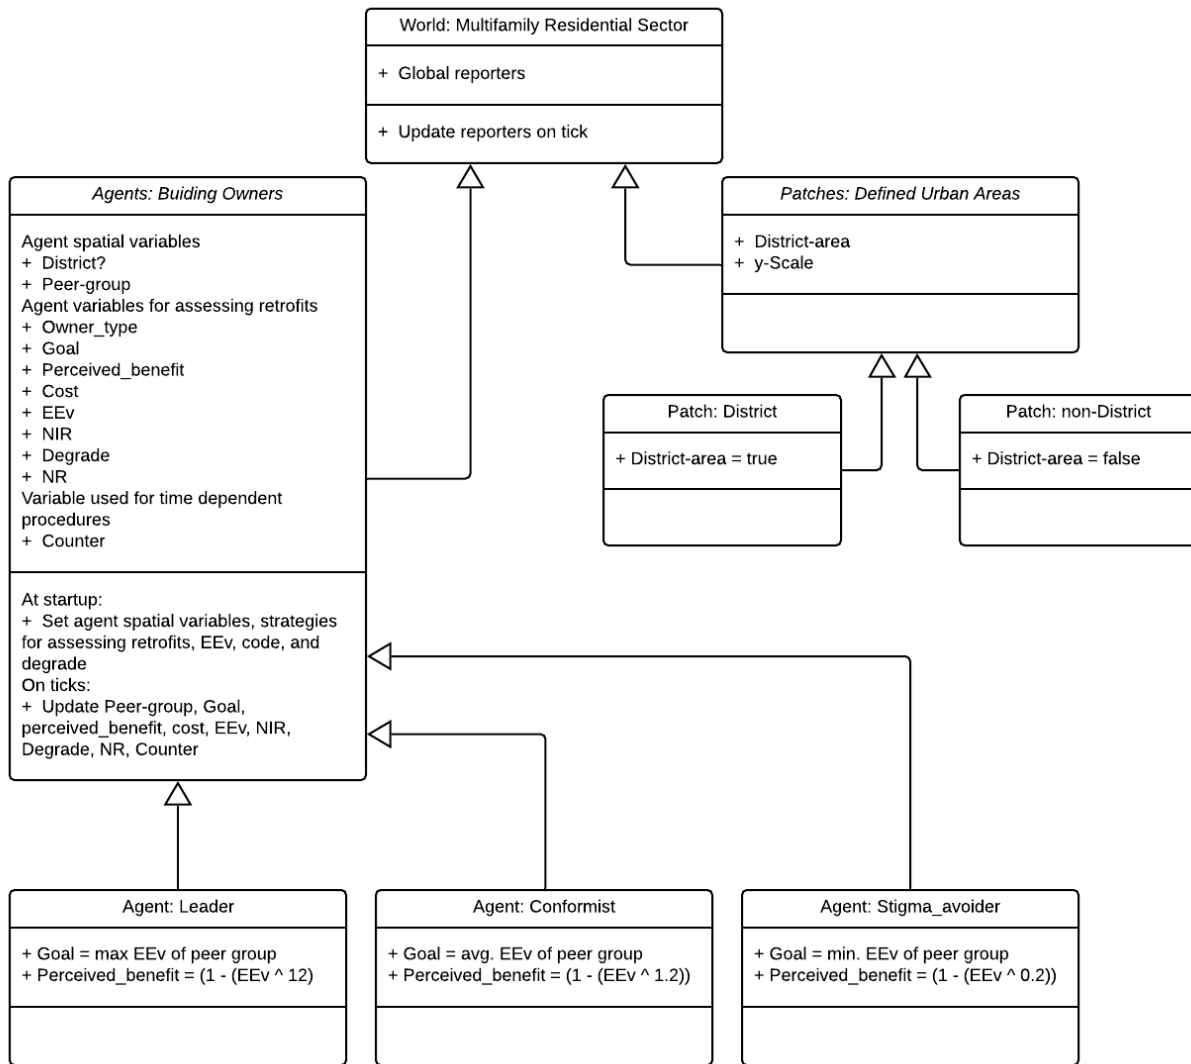 World: Multifamily Residential Sector
+ Global reporters
+ Update reporters on tick
Agents: Buiding Owners
Agent spatial variables
+ District?
+ Peer-group
Agent variables for assessing retrofits
+ Owner_type
+ Goal
+ Perceived_benefit
+ Cost
+ EEv
+ NIR
+ Degrade
+ NR
Variable used for time dependent
procedures
+ Counter
At startup:
+ Set agent spatial variables, strategies
for assessing retrofits, EEv, code, and
degrade
On ticks:
+ Update Peer-group, Goal,
perceived_benefit, cost, EEv, NIR,
Degrade, NR, Counter
Patches: Defined Urban Areas
+ District-area
+ y-Scale
Patch: District
+ District-area = true
Patch: non-District
+ District-area = false
Agent: Leader
+ Goal = max EEv of peer group
+ Perceived_benefit = (1 - (EEv ^ 12)
Agent: Conformist
+ Goal = avg. EEv of peer group
+ Perceived_benefit = (1 - (EEv ^ 1.2))
Agent: Stigma_avoider
+ Goal = min. EEv of peer group
+ Perceived_benefit = (1 - (EEv ^ 0.2))